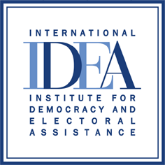 INTERNATIONAL
IDEA
INSTITUTE FOR
DEMOCRACY AND
ELECTORAL
ASSISTANCE